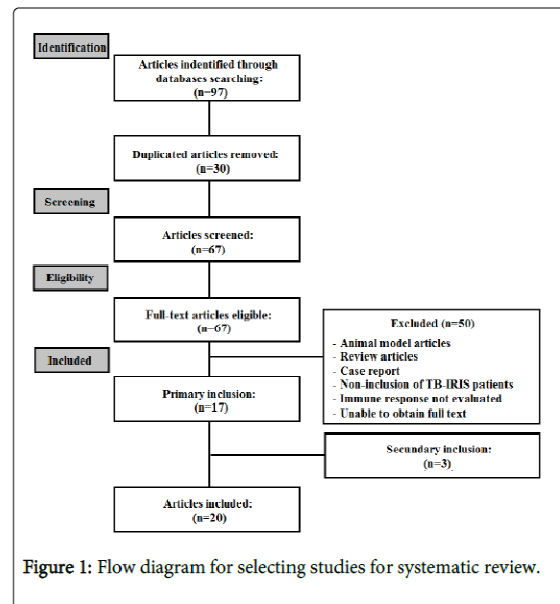 Identification
Articles indentified through
databases searching:
(n=97)
Duplicated articles removed:
(n=30)
Screening
Articles screened:
(n=67)
Eligibility
Full-text articles eligible:
(n=67)
Excluded (n=50)
- Animal model articles
- Review articles
- Case report
- Non-inclusion of TB-IRIS patients
- Immune response not evaluated
- Unable to obtain full text
Included
Primary inclusion:
(n=17)
Secundary inclusion:
(n=3)
Articles included:
(n=20)
Figure 1: Flow diagram for selecting studies for systematic review.